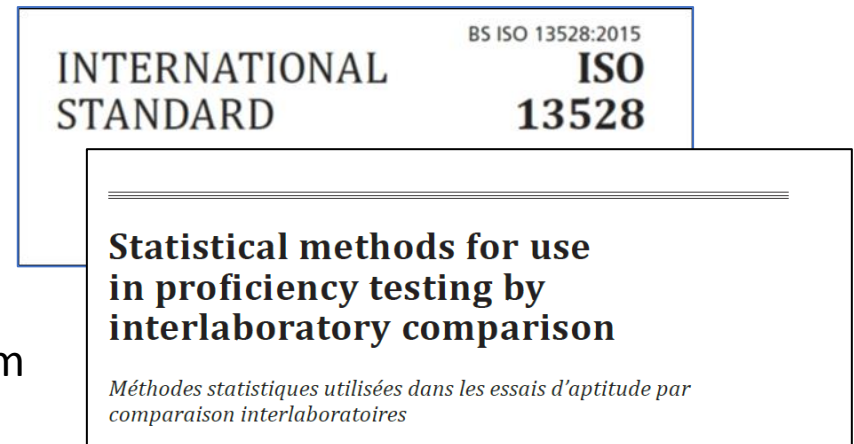 BS ISO 13528:2015
INTERNATIONAL ISO
STANDARD 13528
Statistical methods for use
in proficiency testing by
interlaboratory comparison
m
Méthodes statistiques utilisées dans les essais d'aptitude par
comparaison interlaboratoires